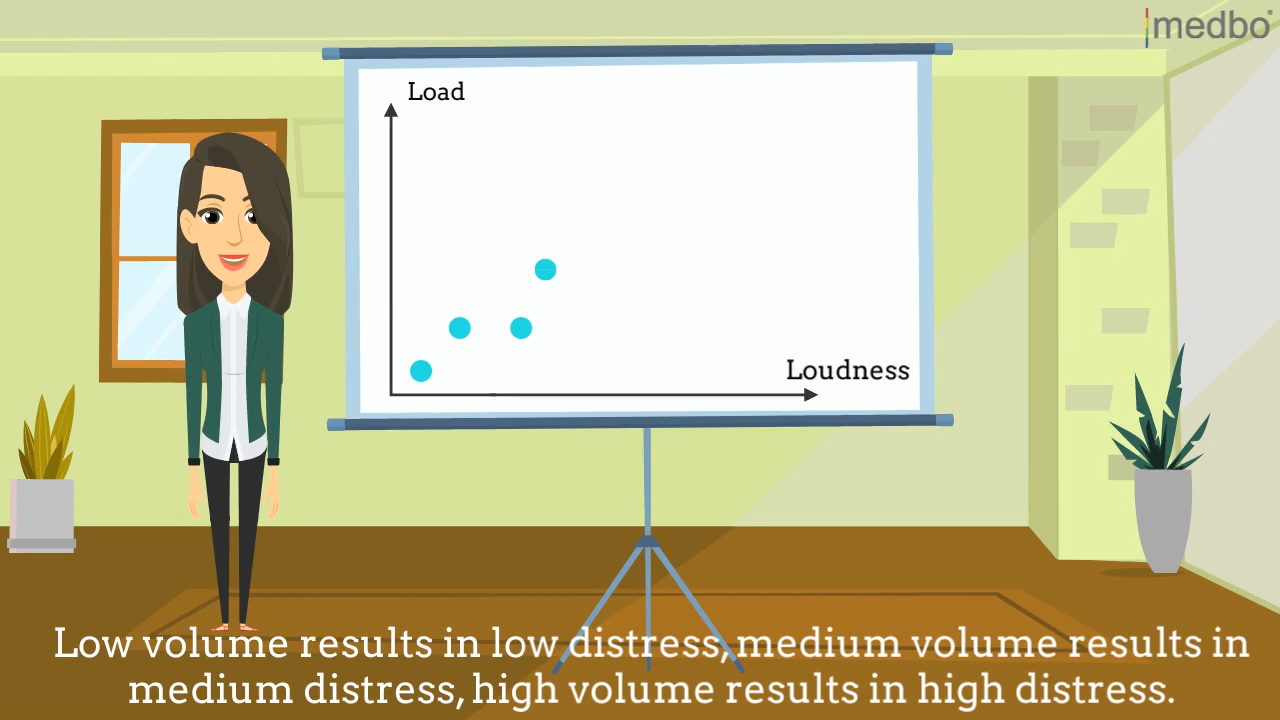 medbo
Load
Loudness
Low volume results in low distress, medium volume results in
medium distress, high volume results in high distress.